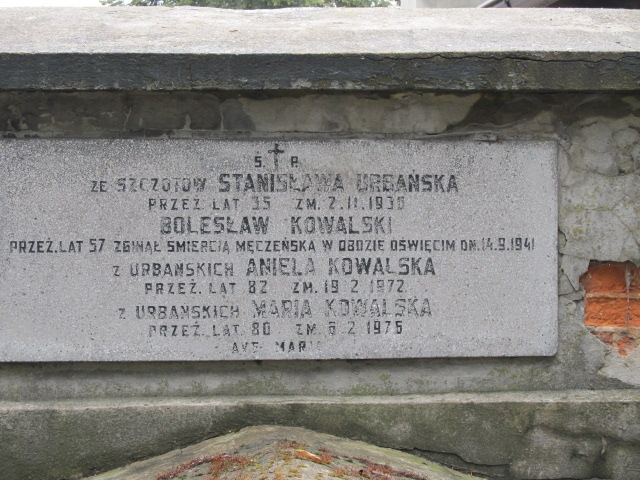 Ś † P.
ZE SZCZOTÓW STANISŁAWA URBAŃSKA
PRZEŻ. LAT 35 ZM. 2.11.1935
BOLESŁAW KOWALSKI
PRZEŻ. LAT 57 ZGINĄŁ ŚMIERCIĄ MĘCZEŃSKĄ W OBOZIE OŚWIĘCIM DN. 14.9.1941
Z URBAŃSKICH ANIELA KOWALSKA
PRZEŻ. LAT 82 ZM. 19 2 1972
Z URBAŃSKICH MARIA KOWALSKA
PRZEŻ. LAT 80 ZM. 6 2 1975
AVE MARIA